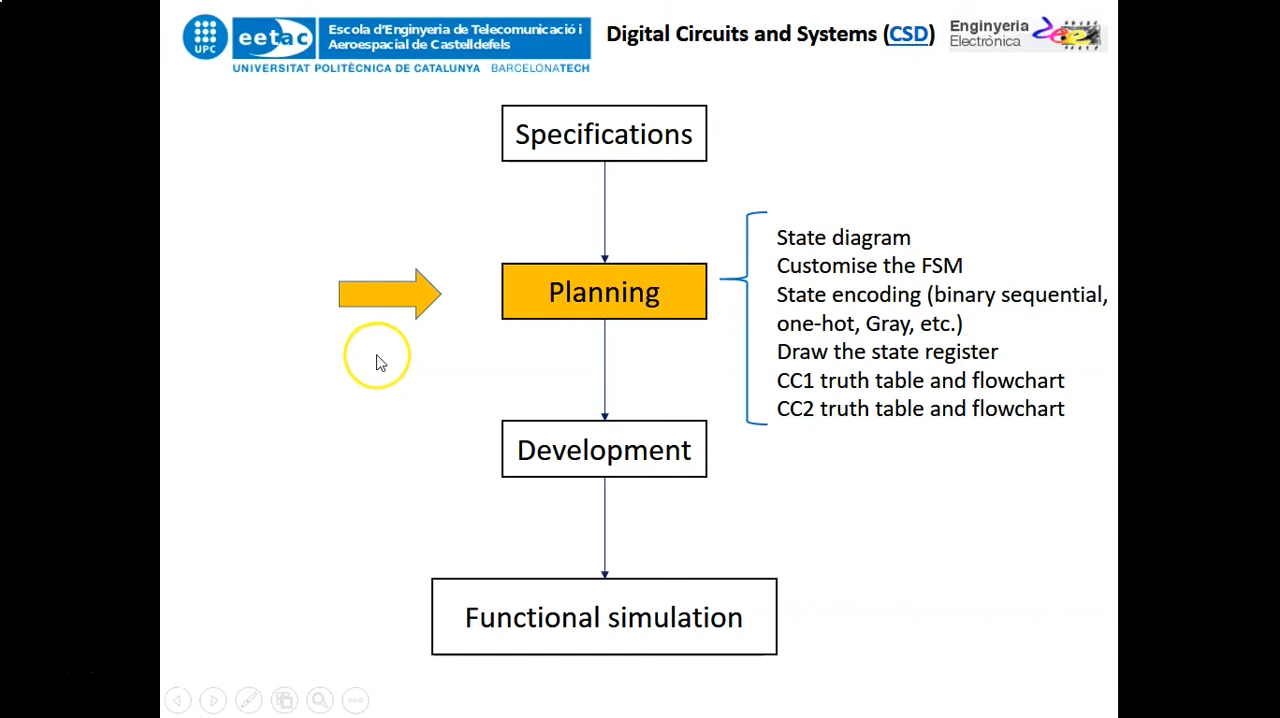 UPC
eetac
Escola d'Enginyeria de Telecomunicació i
Aeroespacial de Castelldefels
UNIVERSITAT POLITÈCNICA DE CATALUNYA BARCELONATECH
Digital Circuits and Systems (CSD)
Enginyeria
Electrònica
Specifications
Planning
State diagram
Customise the FSM
State encoding (binary sequential,
one-hot, Gray, etc.)
Draw the state register
CC1 truth table and flowchart
CC2 truth table and flowchart
Development
Functional simulation